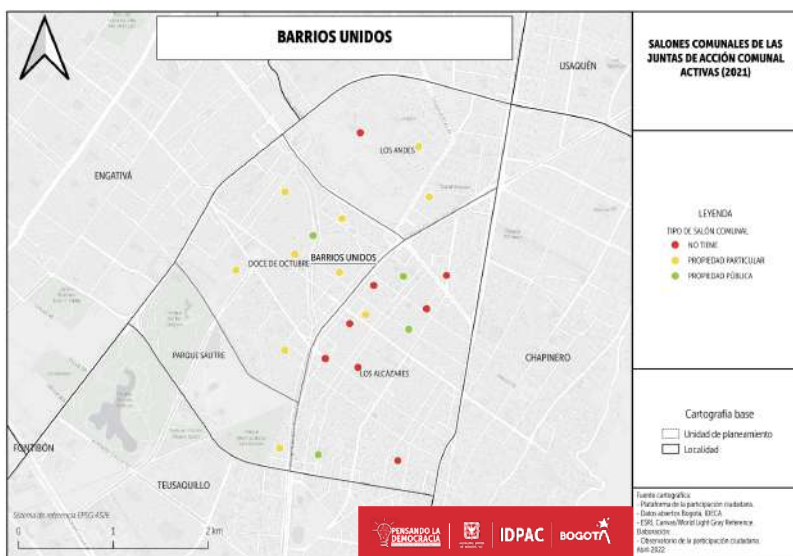 BARRIOS UNIDOS
SALONES COMUNALES DE LAS
JUNTAS DE ACCIÓN COMUNAL
ACTIVAS (2021)
USAQUÉN
LOS ANDES
ENGATIVÁ
DOCE DE OCTUBRE
BARRIOS UNIDOS
PARQUE SALITRE
LOS ALCÁZARES
CHAPINERO
FONTIBÓN
TEUSAQUILLO
LEYENDA
TIPO DE SALÓN COMUNAL
NO TIENE
PROPIEDAD PARTICULAR
PROPIEDAD PÚBLICA
Cartografía base
Unidad de planeamiento
Localidad
Sistema de referencia EPSG:4326
0 1 2 km
PENSANDO LA
DEMOCRACIA
IDPAC
BOGOTÁ
Fuente cartográfica:
- Plataforma de la participación ciudadana.
- Datos abiertos Bogotá, IDECA.
- ESRI, Canvas/World Light Gray Reference.
Elaboración:
- Observatorio de la participación ciudadana.
Abril 2022